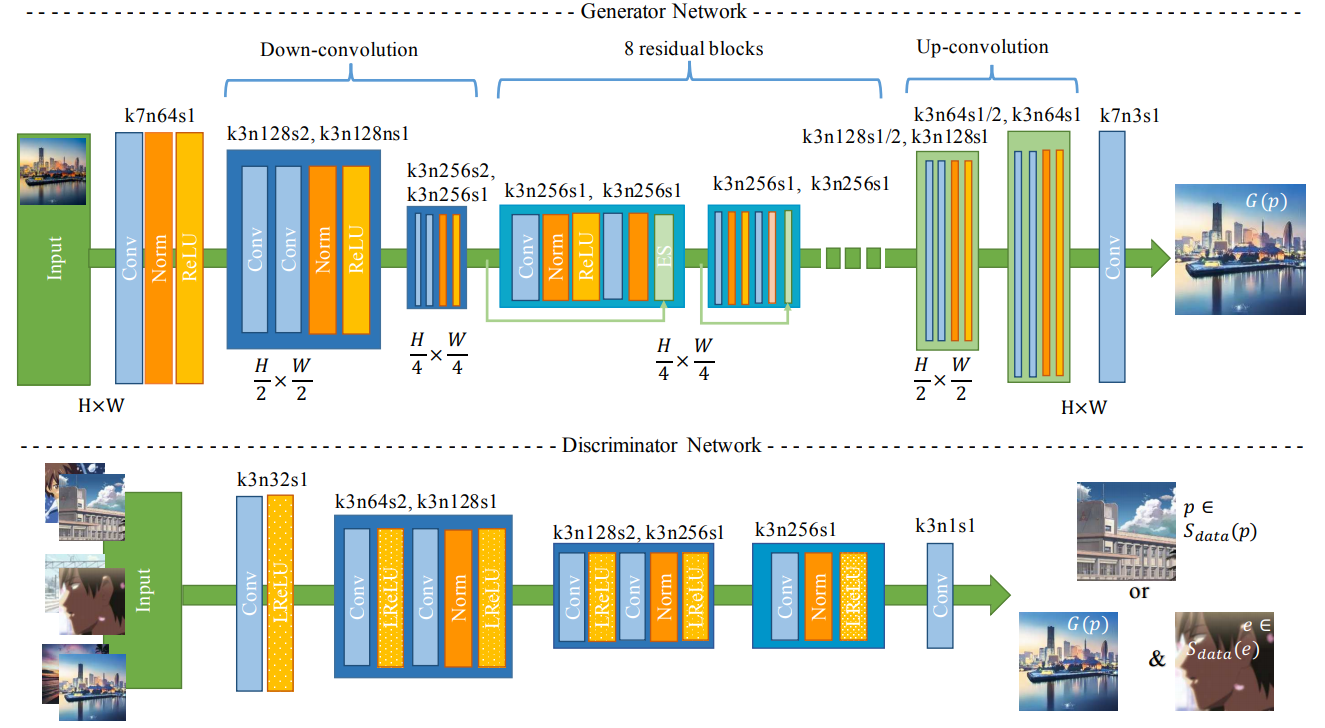 Generator Network
Down-convolution
8 residual blocks
Up-convolution
k7n64s1
k3n128s2, k3n128ns1
k3n256s2,
k3n256s1
k3n256s1, k3n256s1
k3n256s1, k3n256s1
k3n128s1/2, k3n128s1
k3n64s1/2, k3n64s1
k7n3s1
Input
Conv
Norm
ReLU
Conv
Conv
Norm
ReLU
Conv
Norm
ReLU
ES
Conv
G(p)
H×W
H/2 × W/2
H/4 × W/4
H/4 × W/4
H/2 × W/2
H×W
Discriminator Network
k3n32s1
k3n64s2, k3n128s1
k3n128s2, k3n256s1
k3n256s1
k3n1s1
Input
Conv
LReLU
Conv
LReLU
Conv
Norm
LReLU
Conv
LReLU
Conv
Norm
LReLU
Conv
Norm
LReLU
Conv
p ∈
S_data(p)
or
G(p)
&
e ∈
S_data(e)